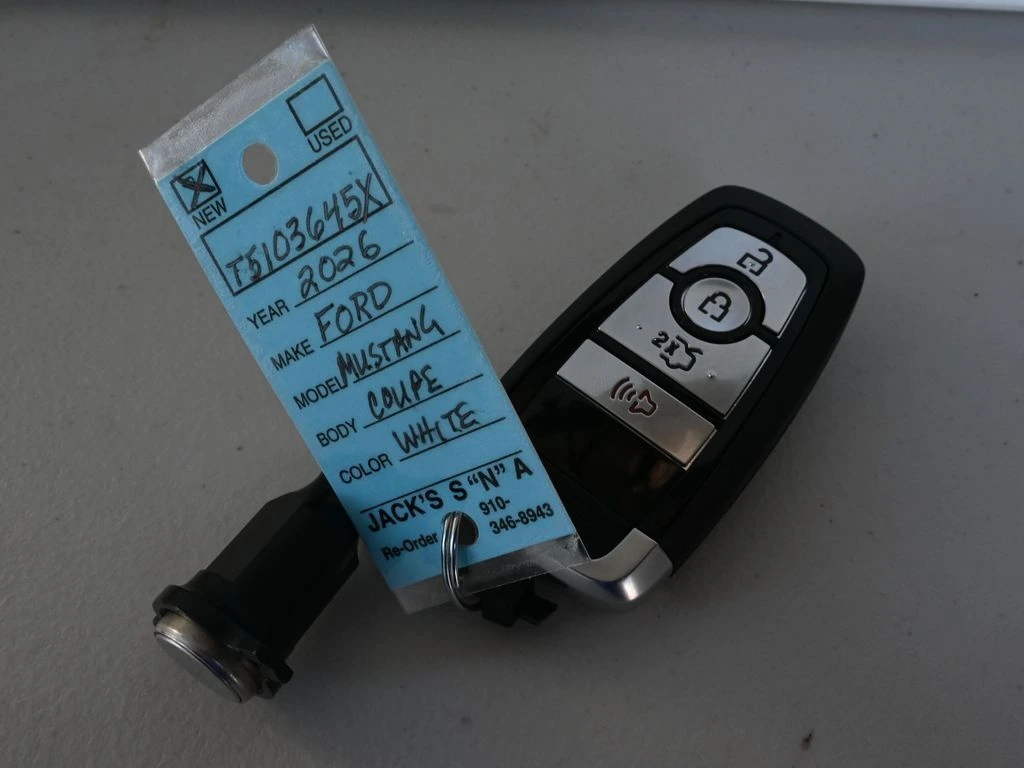 USED
NEW
T5103645X
YEAR 2026
MAKE FORD
MODEL MUSTANG
BODY COUPE
COLOR WHITE
JACK'S S "N" A
Re-Order 910-
346-8943
2X